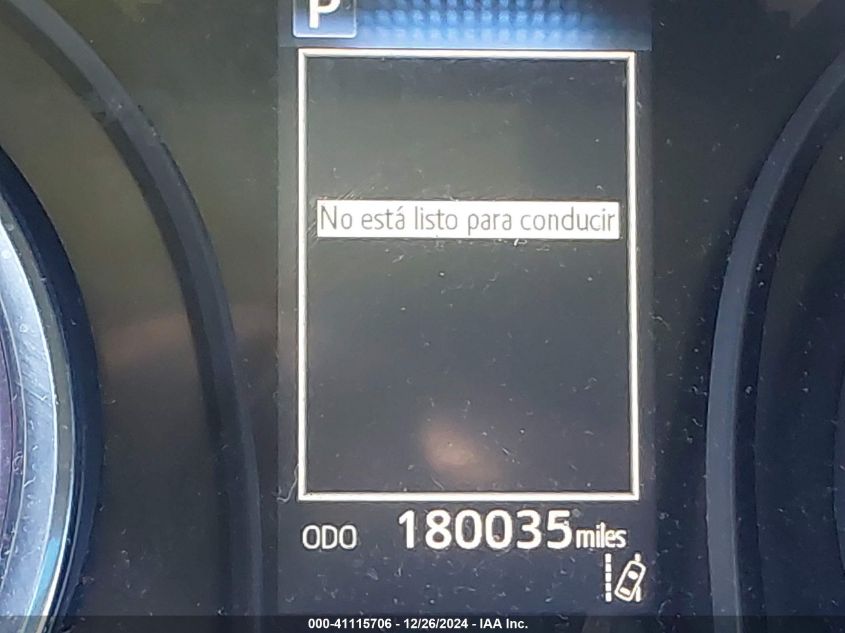 P
No está listo para conducir
ODO 180035 miles
000-41115706 - 12/26/2024 - IAA Inc.